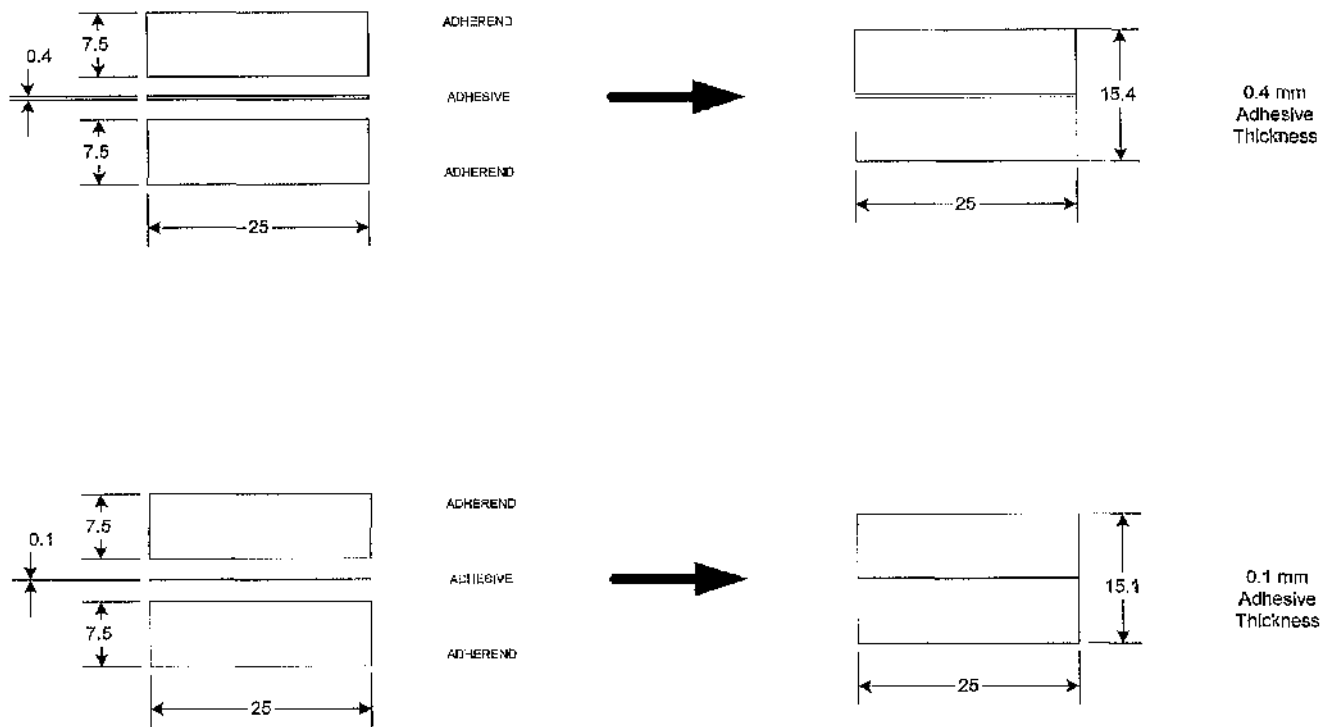 ADHEREND
7.5
0.4
ADHESIVE
15.4
0.4 mm
Adhesive
Thickness
7.5
ADHEREND
25
25
ADHEREND
7.5
0.1
ADHESIVE
15.1
0.1 mm
Adhesive
Thickness
7.5
ADHEREND
25
25